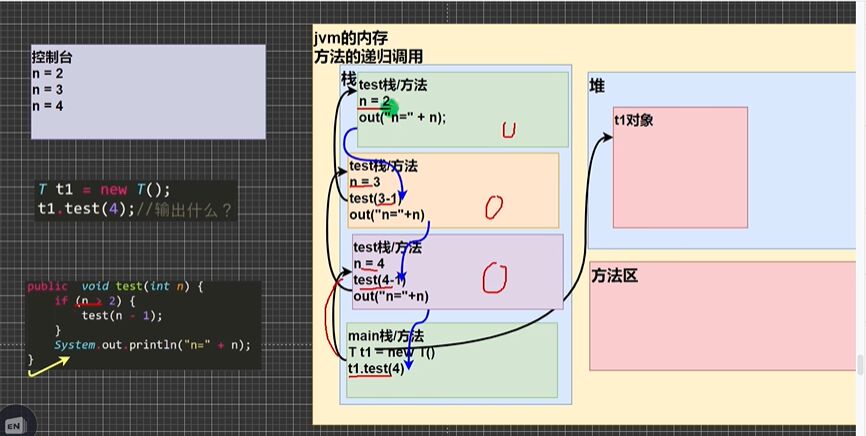 控制台
n = 2
n = 3
n = 4
T t1 = new T();
t1.test(4);//输出什么？
public  void test(int n) {
if (n > 2) {
test(n - 1);
}
System.out.println("n=" + n);
}
jvm的内存
方法的递归调用
栈
test栈/方法
n = 2
out("n=" + n);
test栈/方法
n = 3
test(3-1)
out("n="+n)
test栈/方法
n = 4
test(4-1)
out("n="+n)
main栈/方法
T t1 = new T()
t1.test(4)
堆
t1对象
方法区
EN